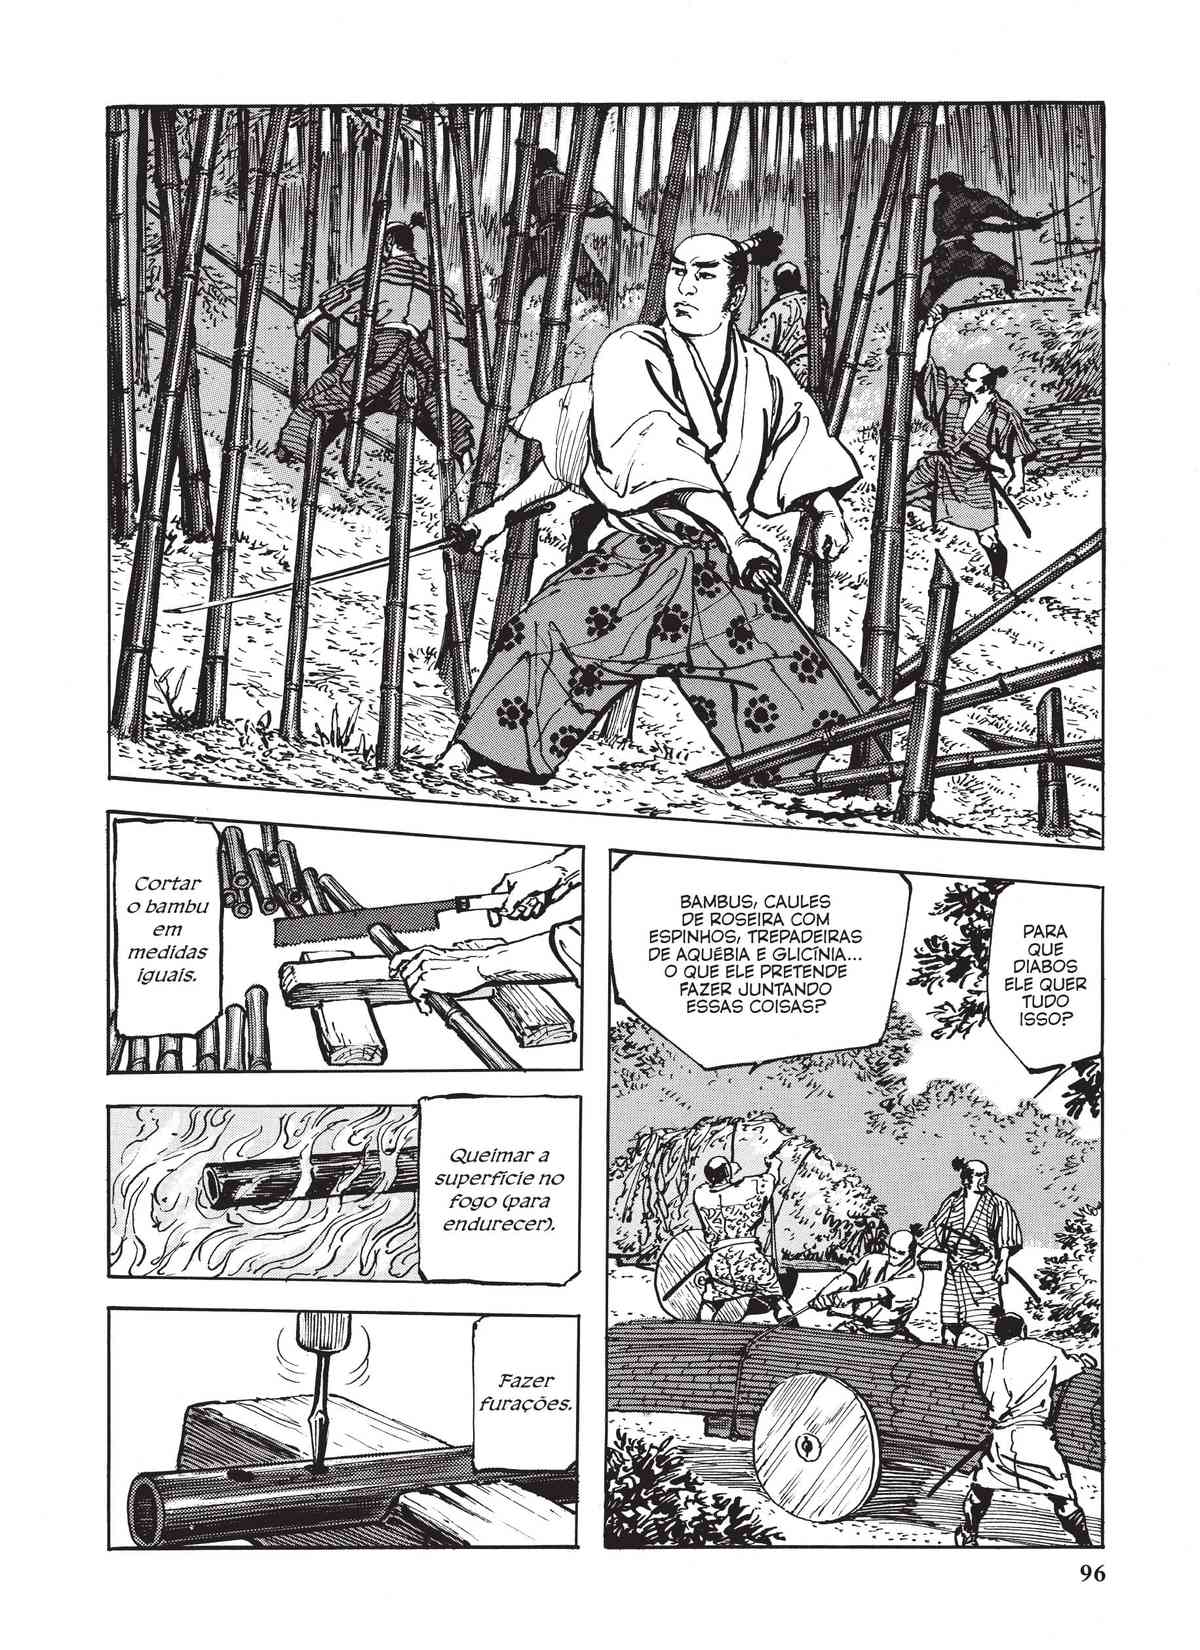 PARA
QUE
DIABOS
ELE QUER
TUDO
ISSO?
BAMBUS, CAULES
DE ROSEIRA COM
ESPINHOS, TREPADEIRAS
DE AQUÉBIA E GLICÍNIA...
O QUE ELE PRETENDE
FAZER JUNTANDO
ESSAS COISAS?
Cortar
o bambu
em
medidas
iguais.
Queimar a
superfície no
fogo (para
endurecer).
Fazer
furações.
96